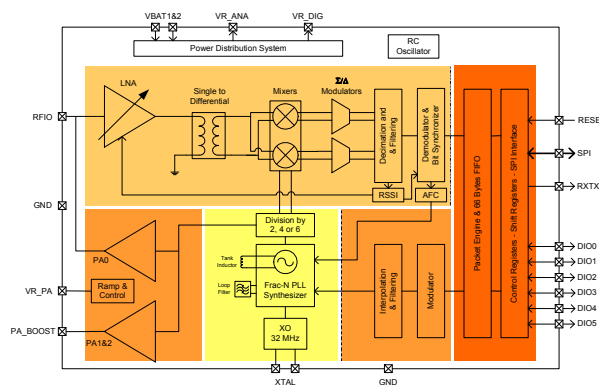 VBAT1&2
VR_ANA
VR_DIG
Power Distribution System
RC
Oscillator
LNA
Single to
Differential
Mixers
Σ/Δ
Modulators
Decimation and
& Filtering
Demodulator &
Bit Synchronizer
RSSI
AFC
Packet Engine & 66 Bytes FIFO
Control Registers - Shift Registers - SPI Interface
RFIO
GND
VR_PA
PA_BOOST
PA0
Ramp &
Control
PA1&2
Division by
2, 4 or 6
Tank
Inductor
Loop
Filter
Frac-N PLL
Synthesizer
XO
32 MHz
XTAL
Interpolation
& Filtering
Modulator
GND
RESE
SPI
RXTX
DIO0
DIO1
DIO2
DIO3
DIO4
DIO5